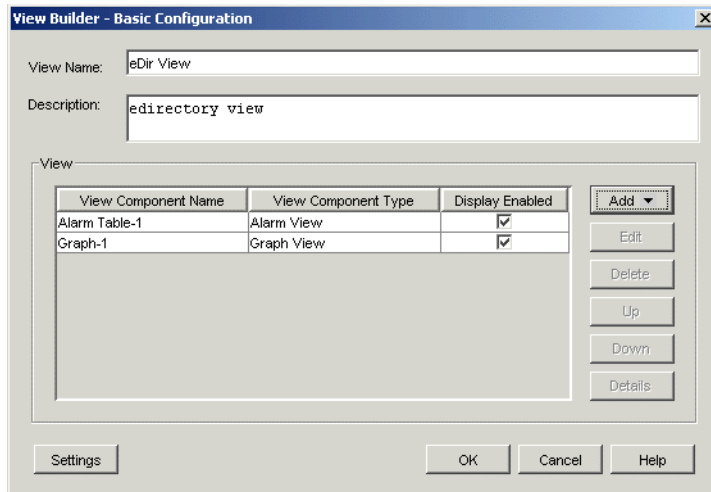 View Builder - Basic Configuration
View Name: eDir View
Description: edirectory view
View
View Component Name View Component Type Display Enabled
Alarm Table-1 Alarm View
Graph-1 Graph View
Add
Edit
Delete
Up
Down
Details
Settings OK Cancel Help